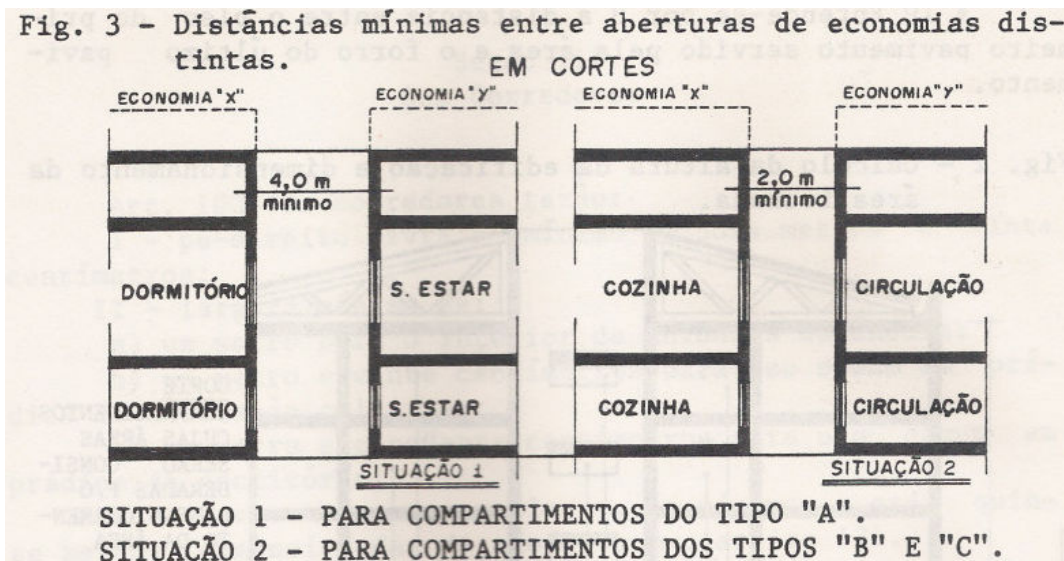 Fig. 3 - Distâncias mínimas entre aberturas de economias dis-
tintas.
EM CORTES
ECONOMIA "X" ECONOMIA "Y" ECONOMIA "X" ECONOMIA "Y"
4,0 m 2,0 m
mínimo mínimo
DORMITÓRIO S. ESTAR COZINHA CIRCULAÇÃO
DORMITÓRIO S. ESTAR COZINHA CIRCULAÇÃO
SITUAÇÃO 1 SITUAÇÃO 2
SITUAÇÃO 1 - PARA COMPARTIMENTOS DO TIPO "A".
SITUAÇÃO 2 - PARA COMPARTIMENTOS DOS TIPOS "B" E "C".